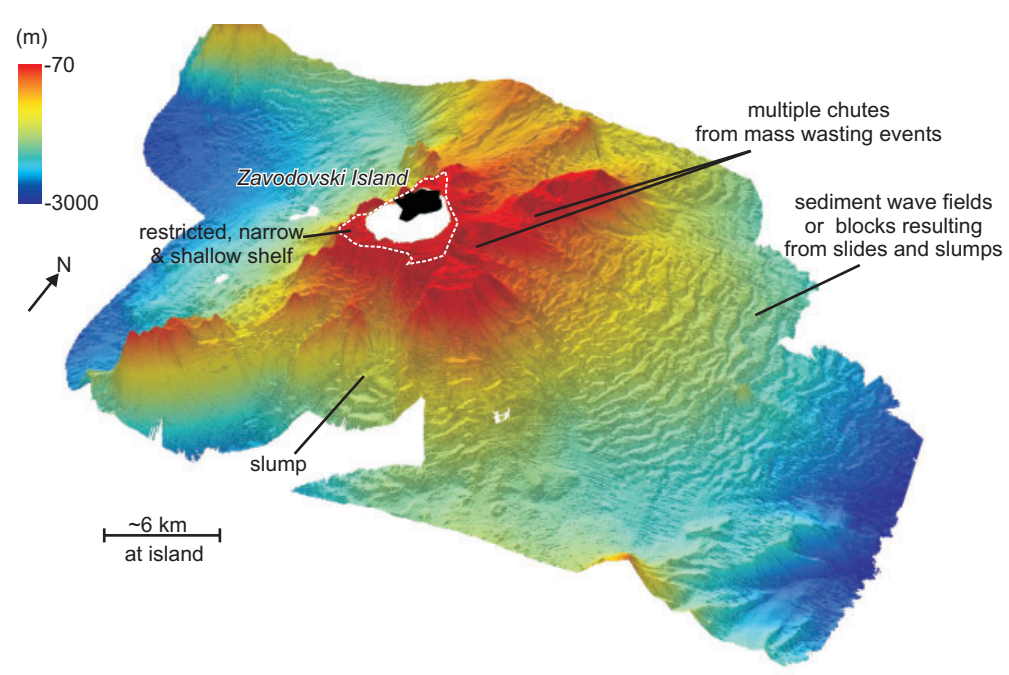 (m)
-70
-3000
multiple chutes
from mass wasting events
Zavodovski Island
sediment wave fields
or blocks resulting
from slides and slumps
restricted, narrow
& shallow shelf
N
slump
~6 km
at island